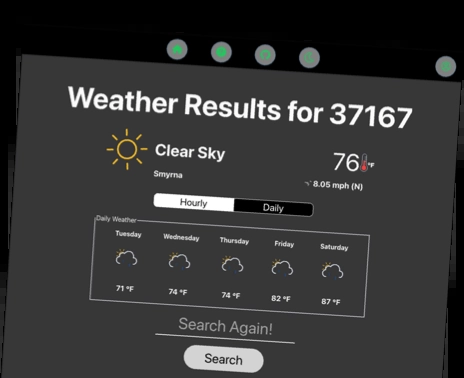 Weather Results for 37167
Clear Sky
76 °F
Smyrna
8.05 mph (N)
Hourly Daily
Daily Weather
Tuesday Wednesday Thursday Friday Saturday
71 °F 74 °F 74 °F 82 °F 87 °F
Search Again!
Search